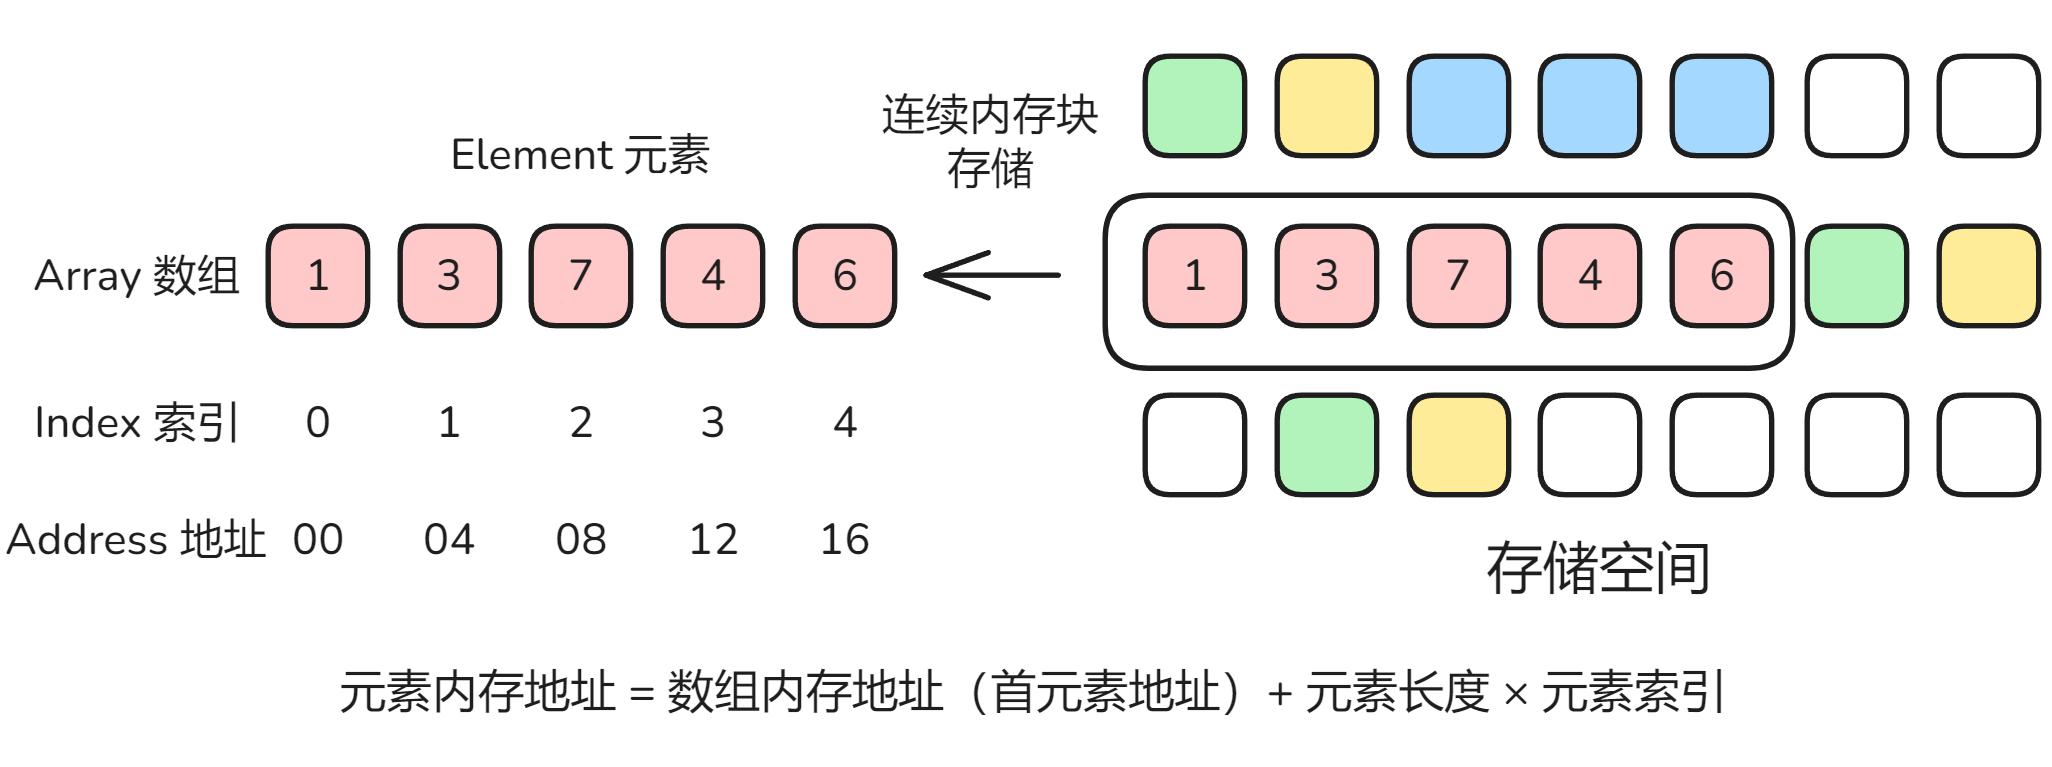 Element 元素
连续内存块
存储
Array 数组 1 3 7 4 6
1 3 7 4 6
Index 索引 0 1 2 3 4
Address 地址 00 04 08 12 16
存储空间
元素内存地址 = 数组内存地址（首元素地址）+ 元素长度 × 元素索引